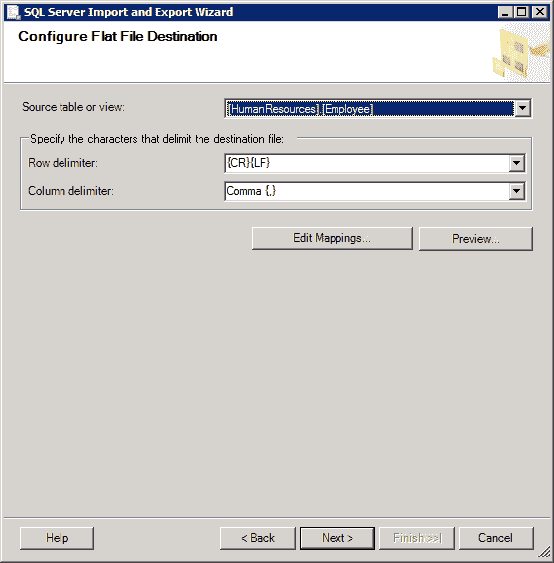 SQL Server Import and Export Wizard
Configure Flat File Destination
Source table or view:
[HumanResources].[Employee]
Specify the characters that delimit the destination file:
Row delimiter:
{CR}{LF}
Column delimiter:
Comma {,}
Edit Mappings...
Preview...
Help
< Back
Next >
Finish >>|
Cancel